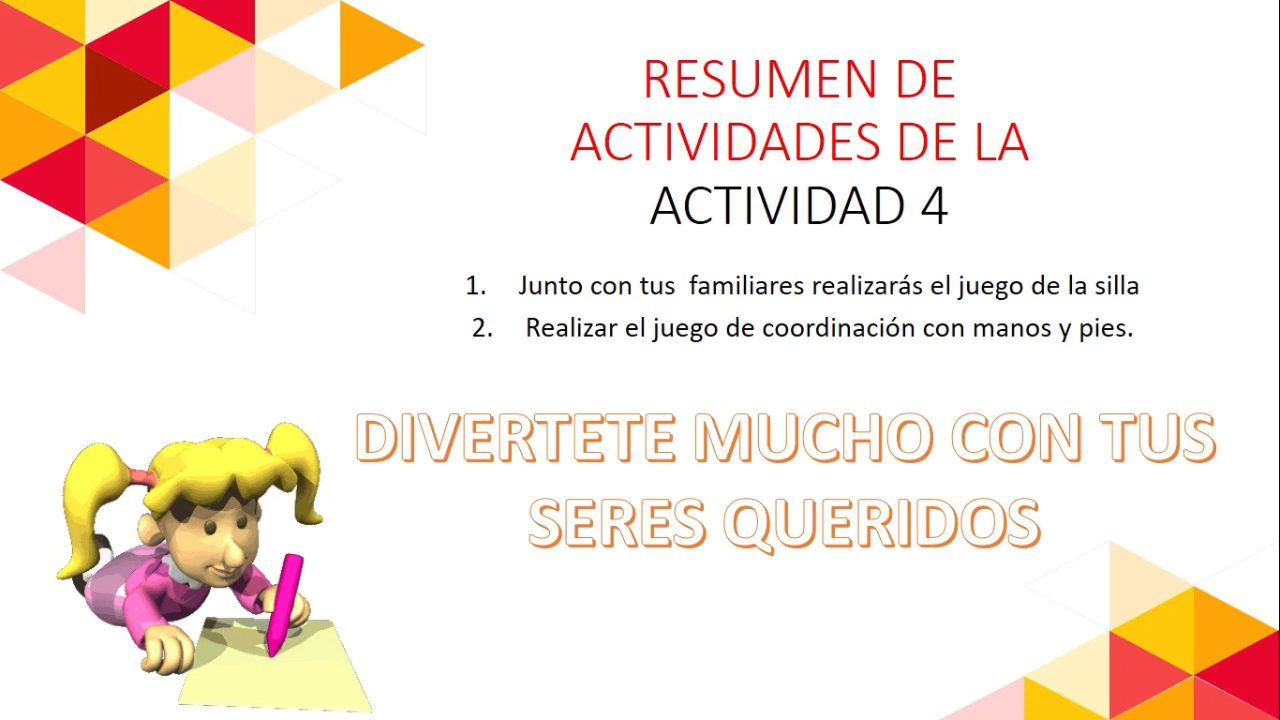 RESUMEN DE
ACTIVIDADES DE LA
ACTIVIDAD 4
1. Junto con tus familiares realizarás el juego de la silla
2. Realizar el juego de coordinación con manos y pies.
DIVERTETE MUCHO CON TUS
SERES QUERIDOS